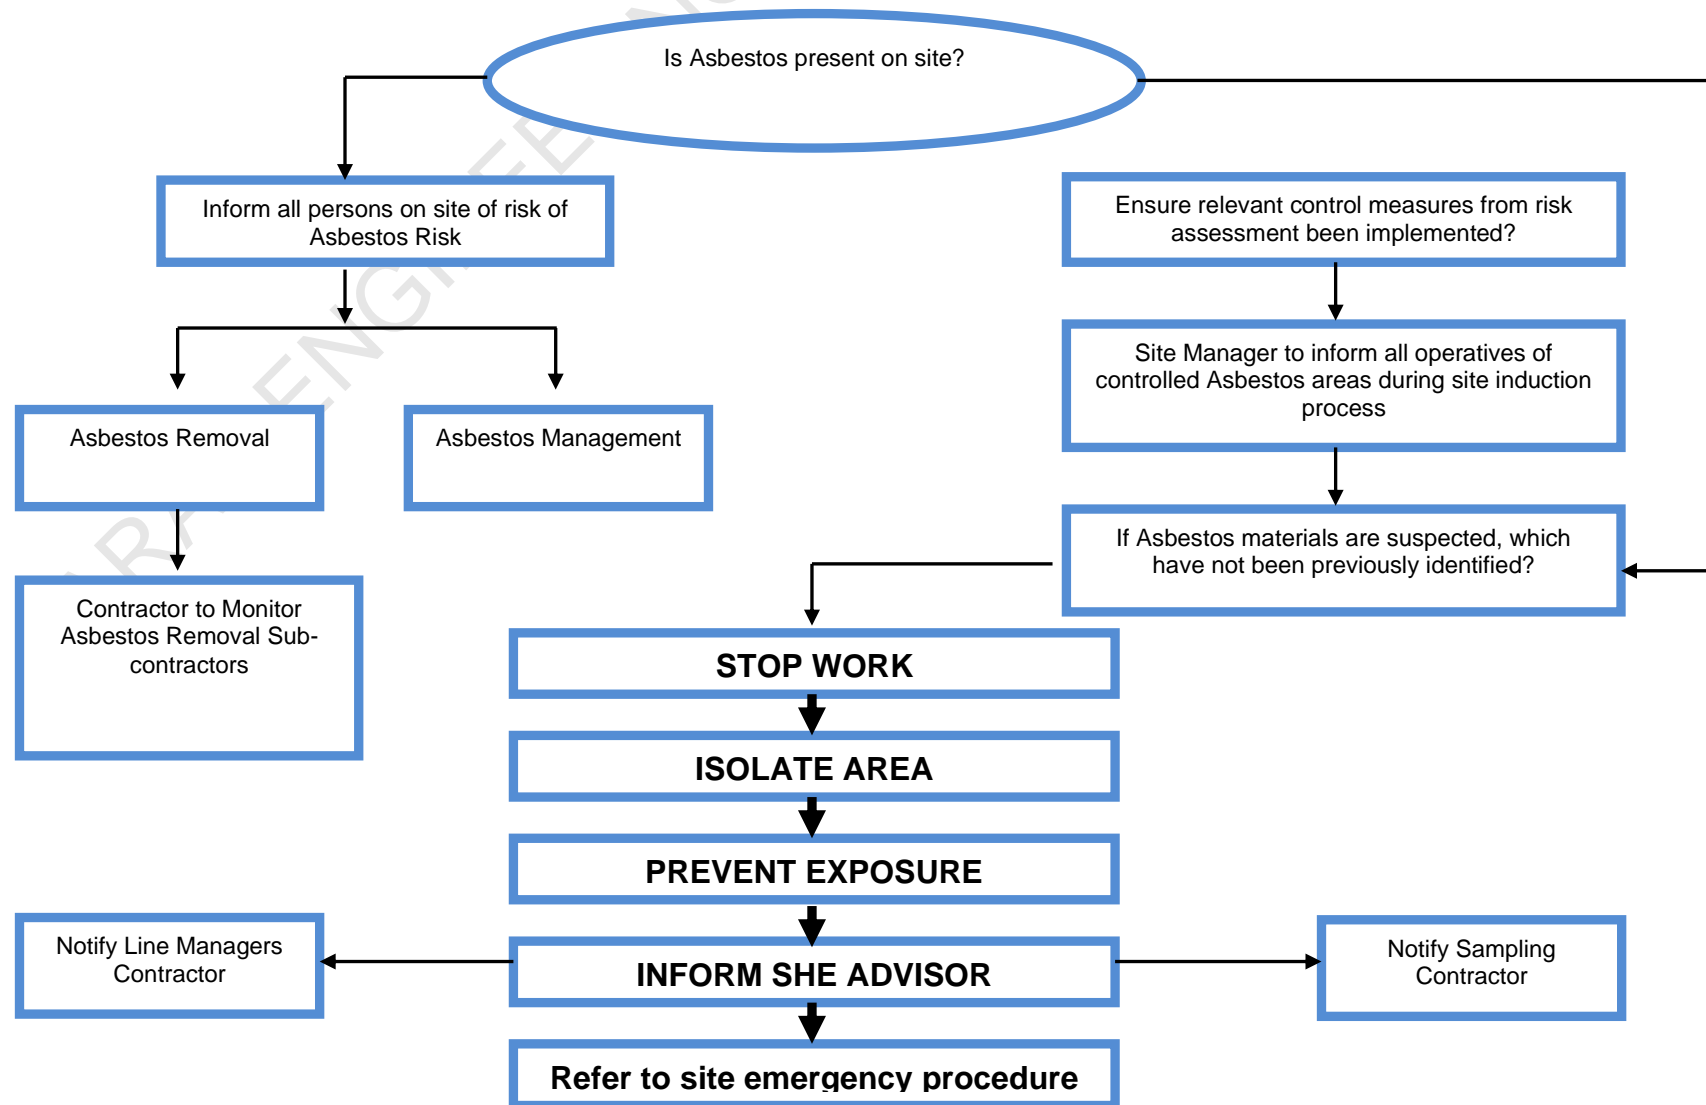 Is Asbestos present on site?
Inform all persons on site of risk of
Asbestos Risk
Ensure relevant control measures from risk
assessment been implemented?
Site Manager to inform all operatives of
controlled Asbestos areas during site induction
process
Asbestos Removal
Asbestos Management
If Asbestos materials are suspected, which
have not been previously identified?
Contractor to Monitor
Asbestos Removal Sub-
contractors
STOP WORK
ISOLATE AREA
PREVENT EXPOSURE
Notify Line Managers
Contractor
INFORM SHE ADVISOR
Notify Sampling
Contractor
Refer to site emergency procedure